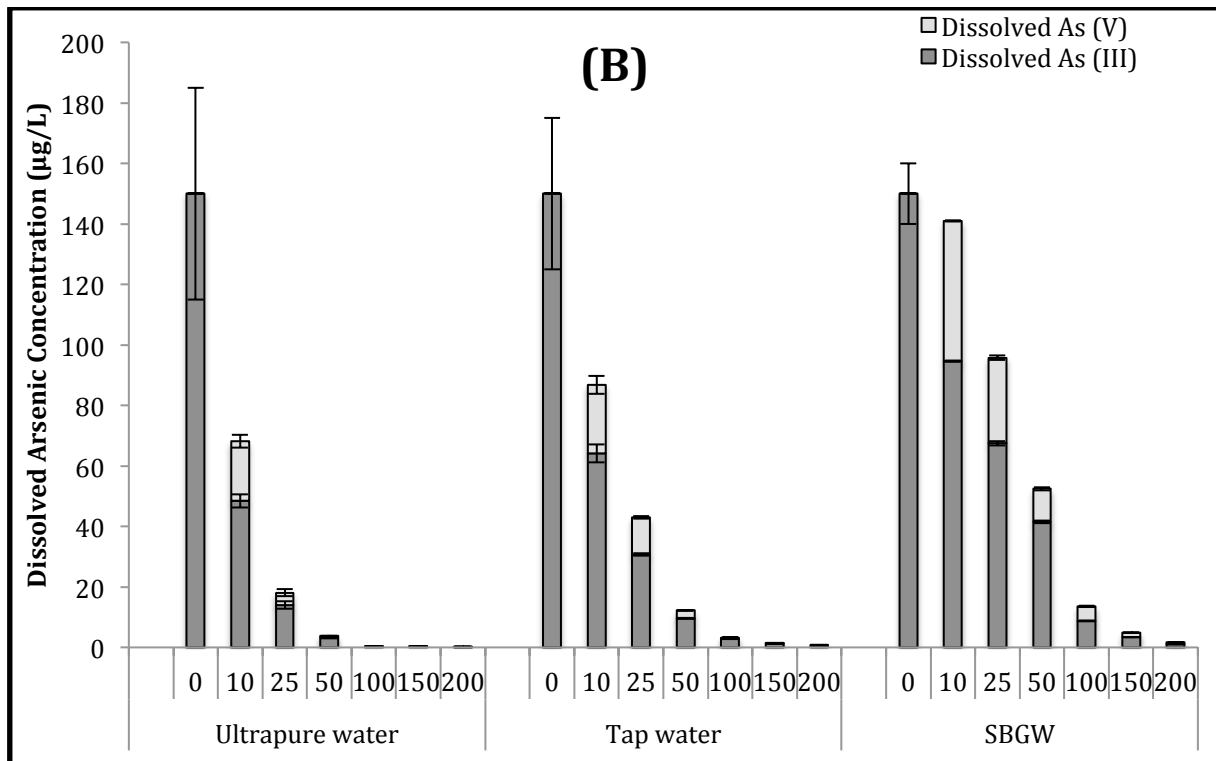 Dissolved As (V)
Dissolved As (III)
(B)
Dissolved Arsenic Concentration (µg/L)
200
180
160
140
120
100
80
60
40
20
0
0 10 25 50 100 150 200 0 10 25 50 100 150 200 0 10 25 50 100 150 200
Ultrapure water Tap water SBGW